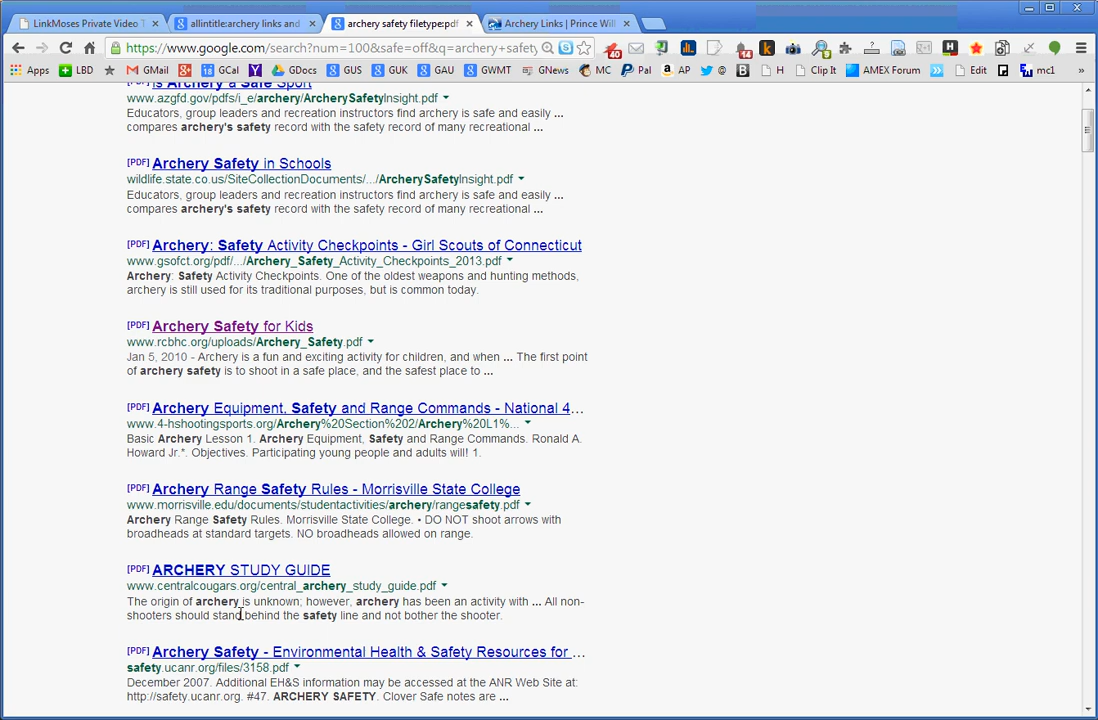 LinkMoses Private Video T
allintitle:archery links and
archery safety filetype:pdf
Archery Links | Prince Will
https://www.google.com/search?num=100&safe=off&q=archery+safety
40
14
Apps
LBD
GMail
GCal
GDocs
GUS
GUK
GAU
GWMT
GNews
MC
Pal
AP
@
H
Clip It
AMEX Forum
Edit
mc1
»
Is Archery a Safe Sport
www.azgfd.gov/pdfs/i_e/archery/ArcherySafetyInsight.pdf
Educators, group leaders and recreation instructors find archery is safe and easily ...
compares archery's safety record with the safety record of many recreational ...
[PDF] Archery Safety in Schools
wildlife.state.co.us/SiteCollectionDocuments/.../ArcherySafetyInsight.pdf
Educators, group leaders and recreation instructors find archery is safe and easily ...
compares archery's safety record with the safety record of many recreational ...
[PDF] Archery: Safety Activity Checkpoints - Girl Scouts of Connecticut
www.gsofct.org/pdf/.../Archery_Safety_Activity_Checkpoints_2013.pdf
Archery: Safety Activity Checkpoints. One of the oldest weapons and hunting methods,
archery is still used for its traditional purposes, but is common today.
[PDF] Archery Safety for Kids
www.rcbhc.org/uploads/Archery_Safety.pdf
Jan 5, 2010 - Archery is a fun and exciting activity for children, and when ... The first point
of archery safety is to shoot in a safe place, and the safest place to ...
[PDF] Archery Equipment, Safety and Range Commands - National 4...
www.4-hshootingsports.org/Archery%20Section%202/Archery%20L1%...
Basic Archery Lesson 1. Archery Equipment, Safety and Range Commands. Ronald A.
Howard Jr.*. Objectives. Participating young people and adults will! 1.
[PDF] Archery Range Safety Rules - Morrisville State College
www.morrisville.edu/documents/studentactivities/archery/rangesafety.pdf
Archery Range Safety Rules. Morrisville State College. • DO NOT shoot arrows with
broadheads at standard targets. NO broadheads allowed on range.
[PDF] ARCHERY STUDY GUIDE
www.centralcougars.org/central_archery_study_guide.pdf
The origin of archery is unknown; however, archery has been an activity with ... All non-
shooters should stand behind the safety line and not bother the shooter.
[PDF] Archery Safety - Environmental Health & Safety Resources for ...
safety.ucanr.org/files/3158.pdf
December 2007. Additional EH&S information may be accessed at the ANR Web Site at:
http://safety.ucanr.org. #47. ARCHERY SAFETY. Clover Safe notes are ...